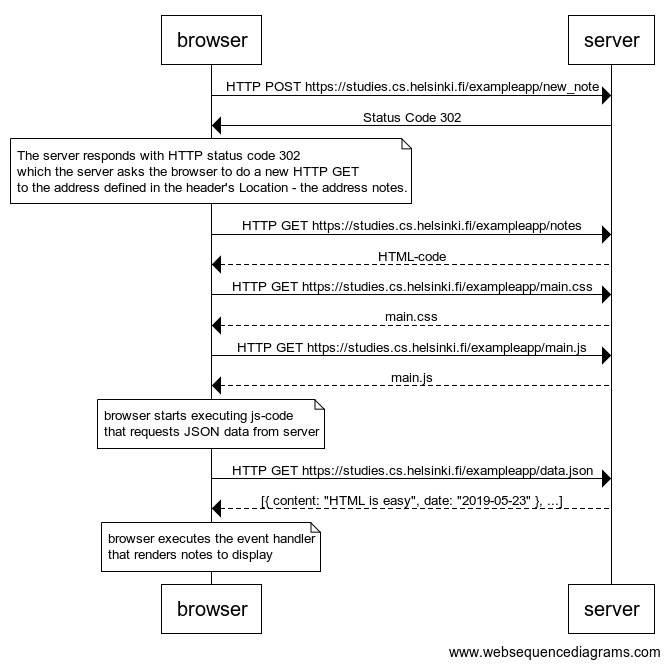 browser
server
HTTP POST https://studies.cs.helsinki.fi/exampleapp/new_note
Status Code 302
The server responds with HTTP status code 302
which the server asks the browser to do a new HTTP GET
to the address defined in the header's Location - the address notes.
HTTP GET https://studies.cs.helsinki.fi/exampleapp/notes
HTML-code
HTTP GET https://studies.cs.helsinki.fi/exampleapp/main.css
main.css
HTTP GET https://studies.cs.helsinki.fi/exampleapp/main.js
main.js
browser starts executing js-code
that requests JSON data from server
HTTP GET https://studies.cs.helsinki.fi/exampleapp/data.json
[{ content: "HTML is easy", date: "2019-05-23" }, ...]
browser executes the event handler
that renders notes to display
browser
server
www.websequencediagrams.com